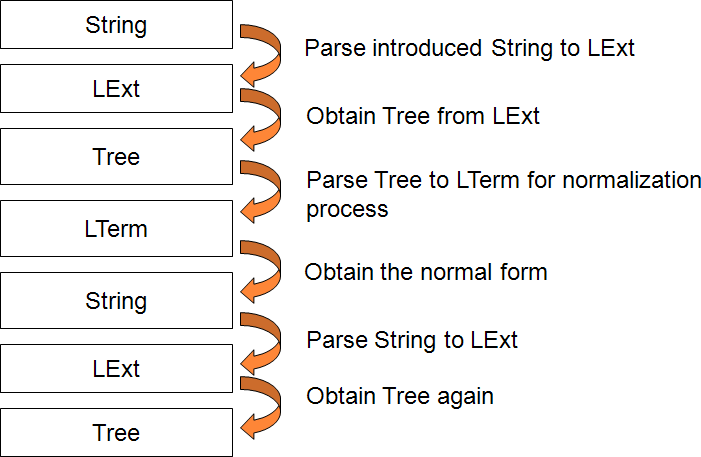 String
Parse introduced String to LExt
LExt
Obtain Tree from LExt
Tree
Parse Tree to LTerm for normalization
process
LTerm
Obtain the normal form
String
Parse String to LExt
LExt
Obtain Tree again
Tree